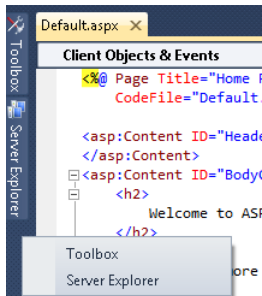 Default.aspx
Toolbox
Server Explorer
Client Objects & Events
<%@ Page Title="Home
CodeFile="Default.
<asp:Content ID="Heade
</asp:Content>
<asp:Content ID="BodyC
<h2>
Welcome to ASP
</h2>
ore
Toolbox
Server Explorer